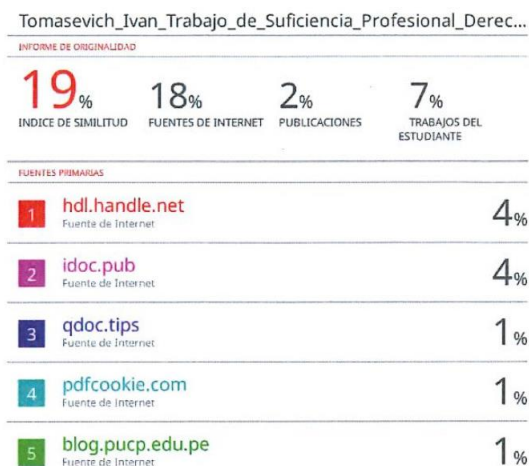 Tomasevich_Ivan_Trabajo_de_Suficiencia_Profesional_Derec...
INFORME DE ORIGINALIDAD
19%
INDICE DE SIMILITUD
18%
FUENTES DE INTERNET
2%
PUBLICACIONES
7%
TRABAJOS DEL
ESTUDIANTE
FUENTES PRIMARIAS
1 hdl.handle.net 4%
Fuente de Internet
2 idoc.pub 4%
Fuente de Internet
3 qdoc.tips 1%
Fuente de Internet
4 pdfcookie.com 1%
Fuente de Internet
5 blog.pucp.edu.pe 1%
Fuente de Internet